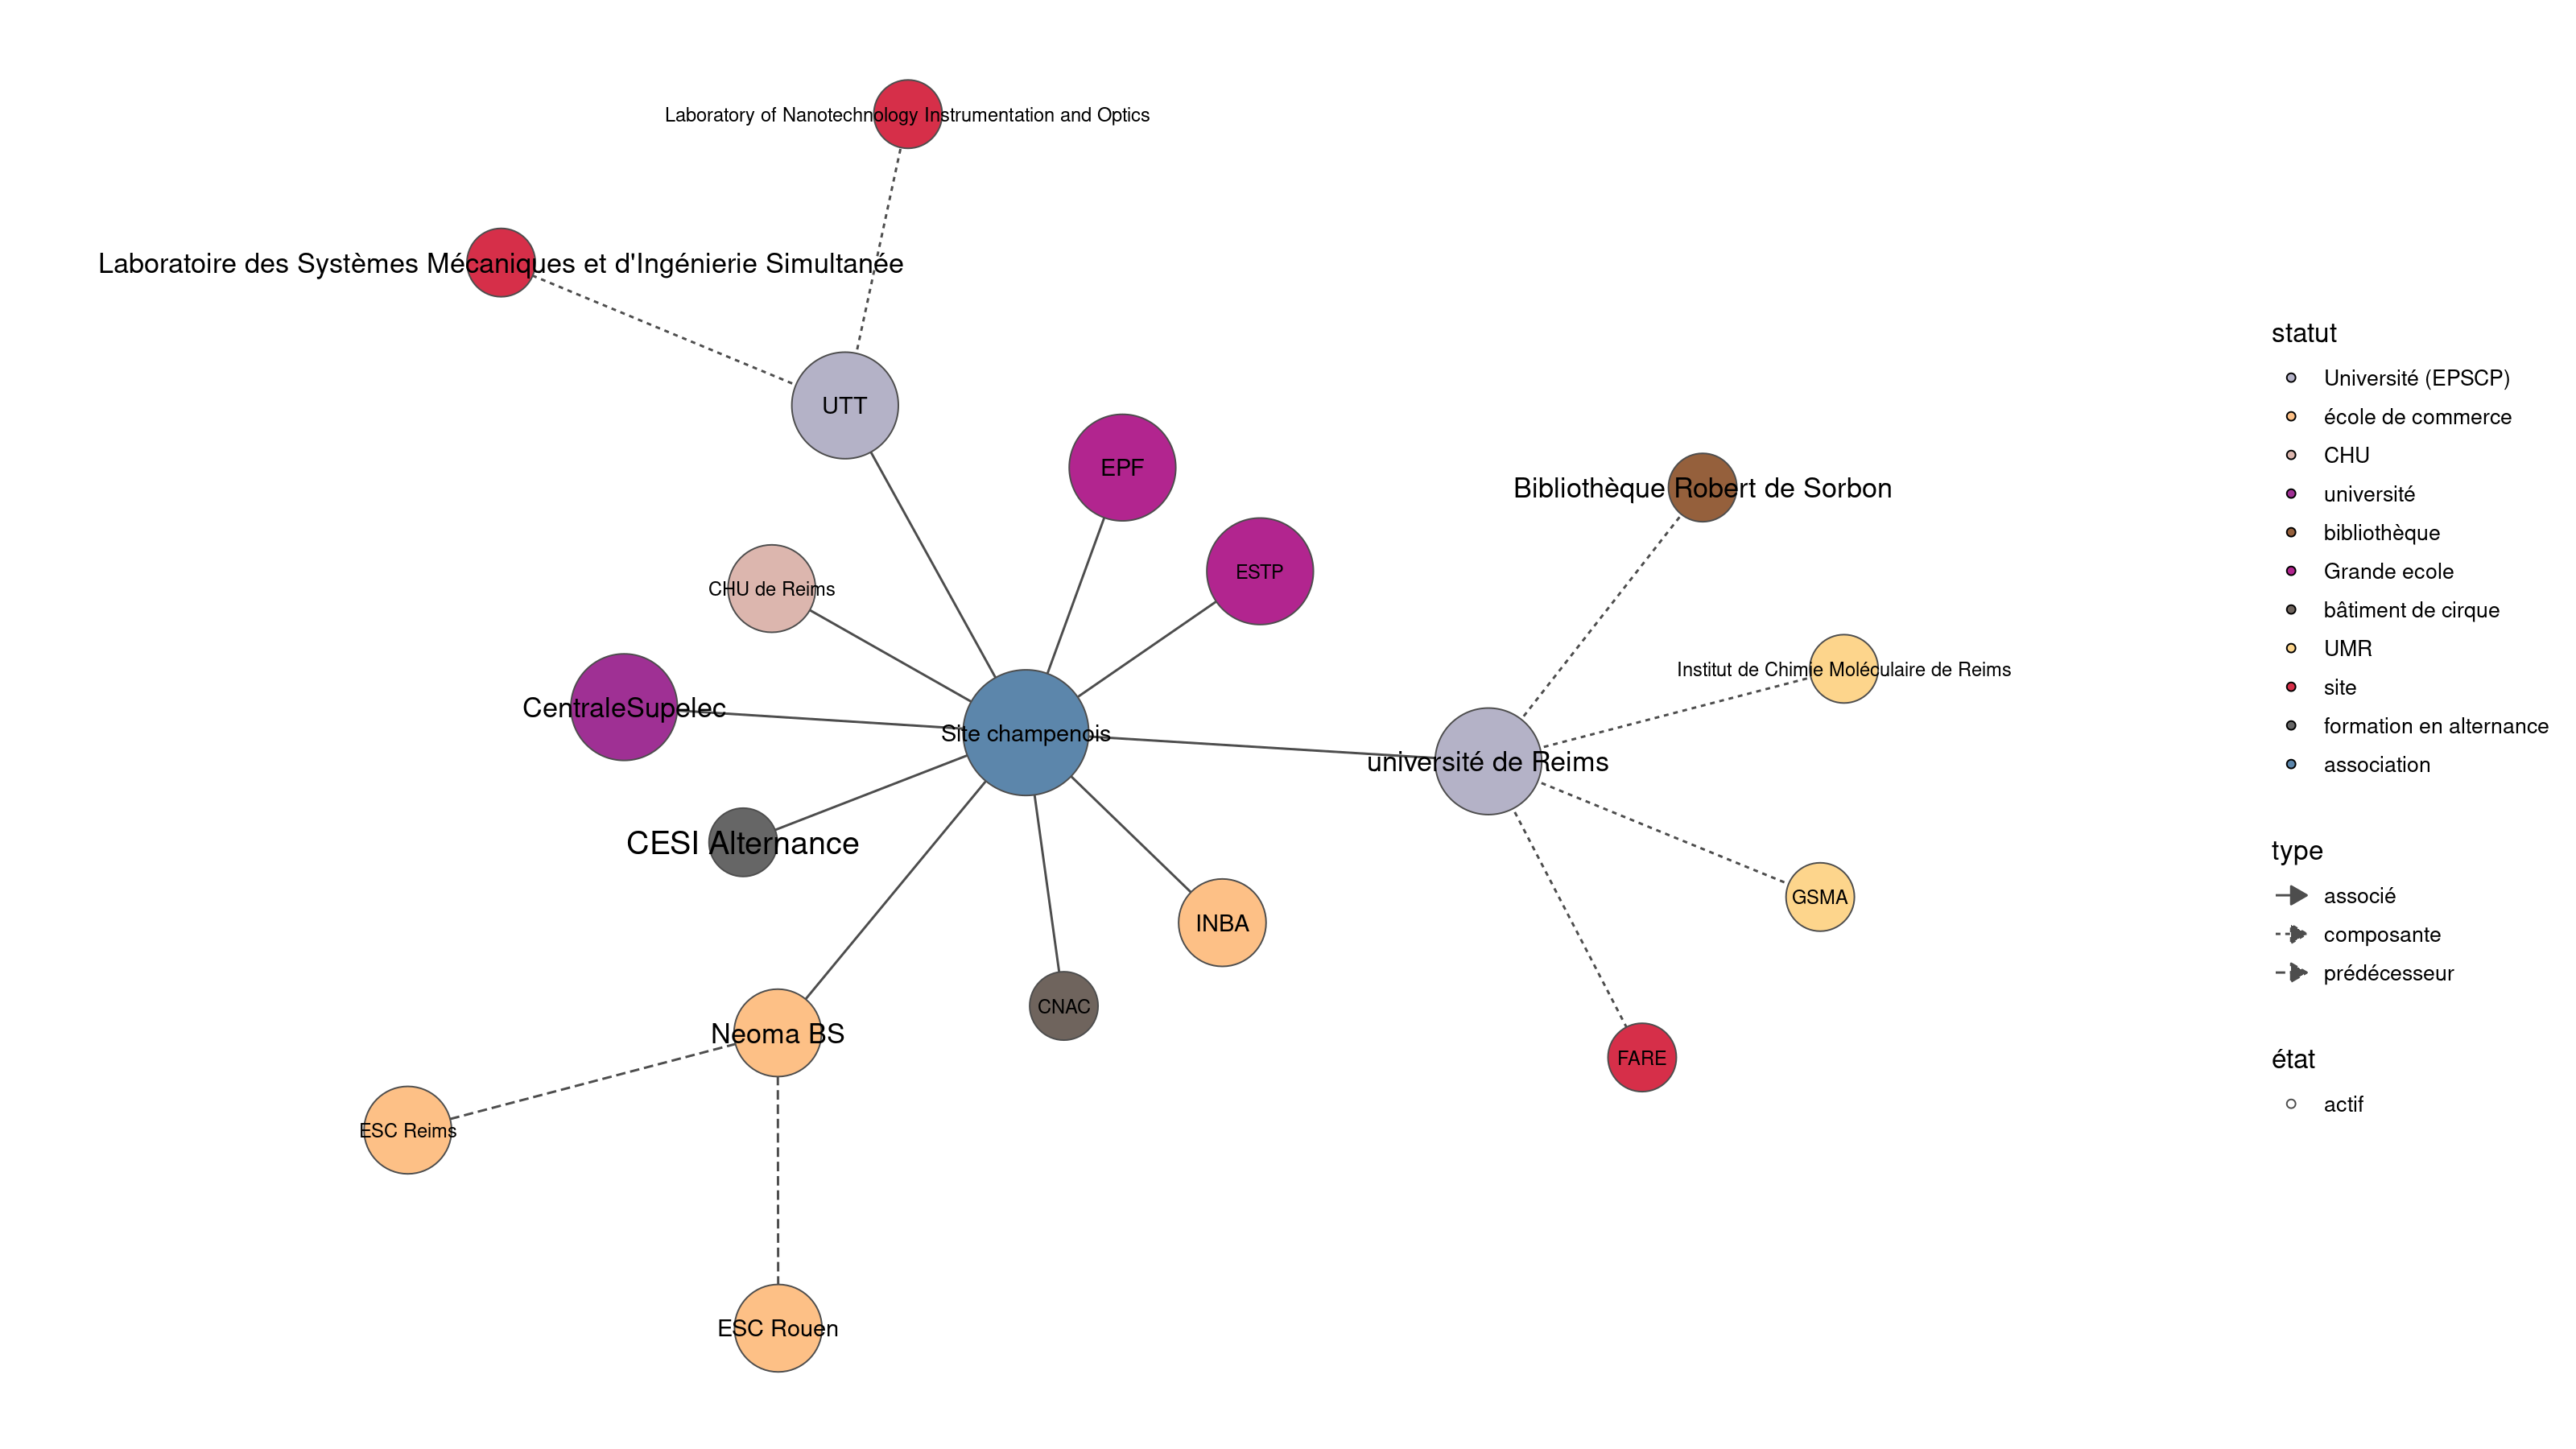 Laboratory of Nanotechnology Instrumentation and Optics
Laboratoire des Systèmes Mécaniques et d'Ingénierie Simultanée
UTT
EPF
Bibliothèque Robert de Sorbon
ESTP
CHU de Reims
Institut de Chimie Moléculaire de Reims
CentraleSupelec
Site champenois
université de Reims
CESI Alternance
GSMA
INBA
CNAC
Neoma BS
FARE
ESC Reims
ESC Rouen
statut
Université (EPSCP)
école de commerce
CHU
université
bibliothèque
Grande ecole
bâtiment de cirque
UMR
site
formation en alternance
association
type
associé
composante
prédécesseur
état
actif